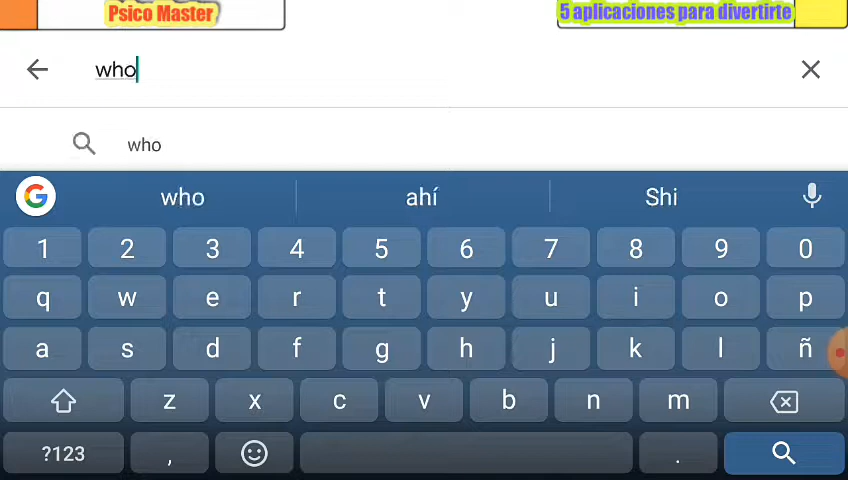 Psico Master
5 aplicaciones para divertirte
who
who
who ahí Shi
1 2 3 4 5 6 7 8 9 0
q w e r t y u i o p
a s d f g h j k l ñ
z x c v b n m
?123 , .